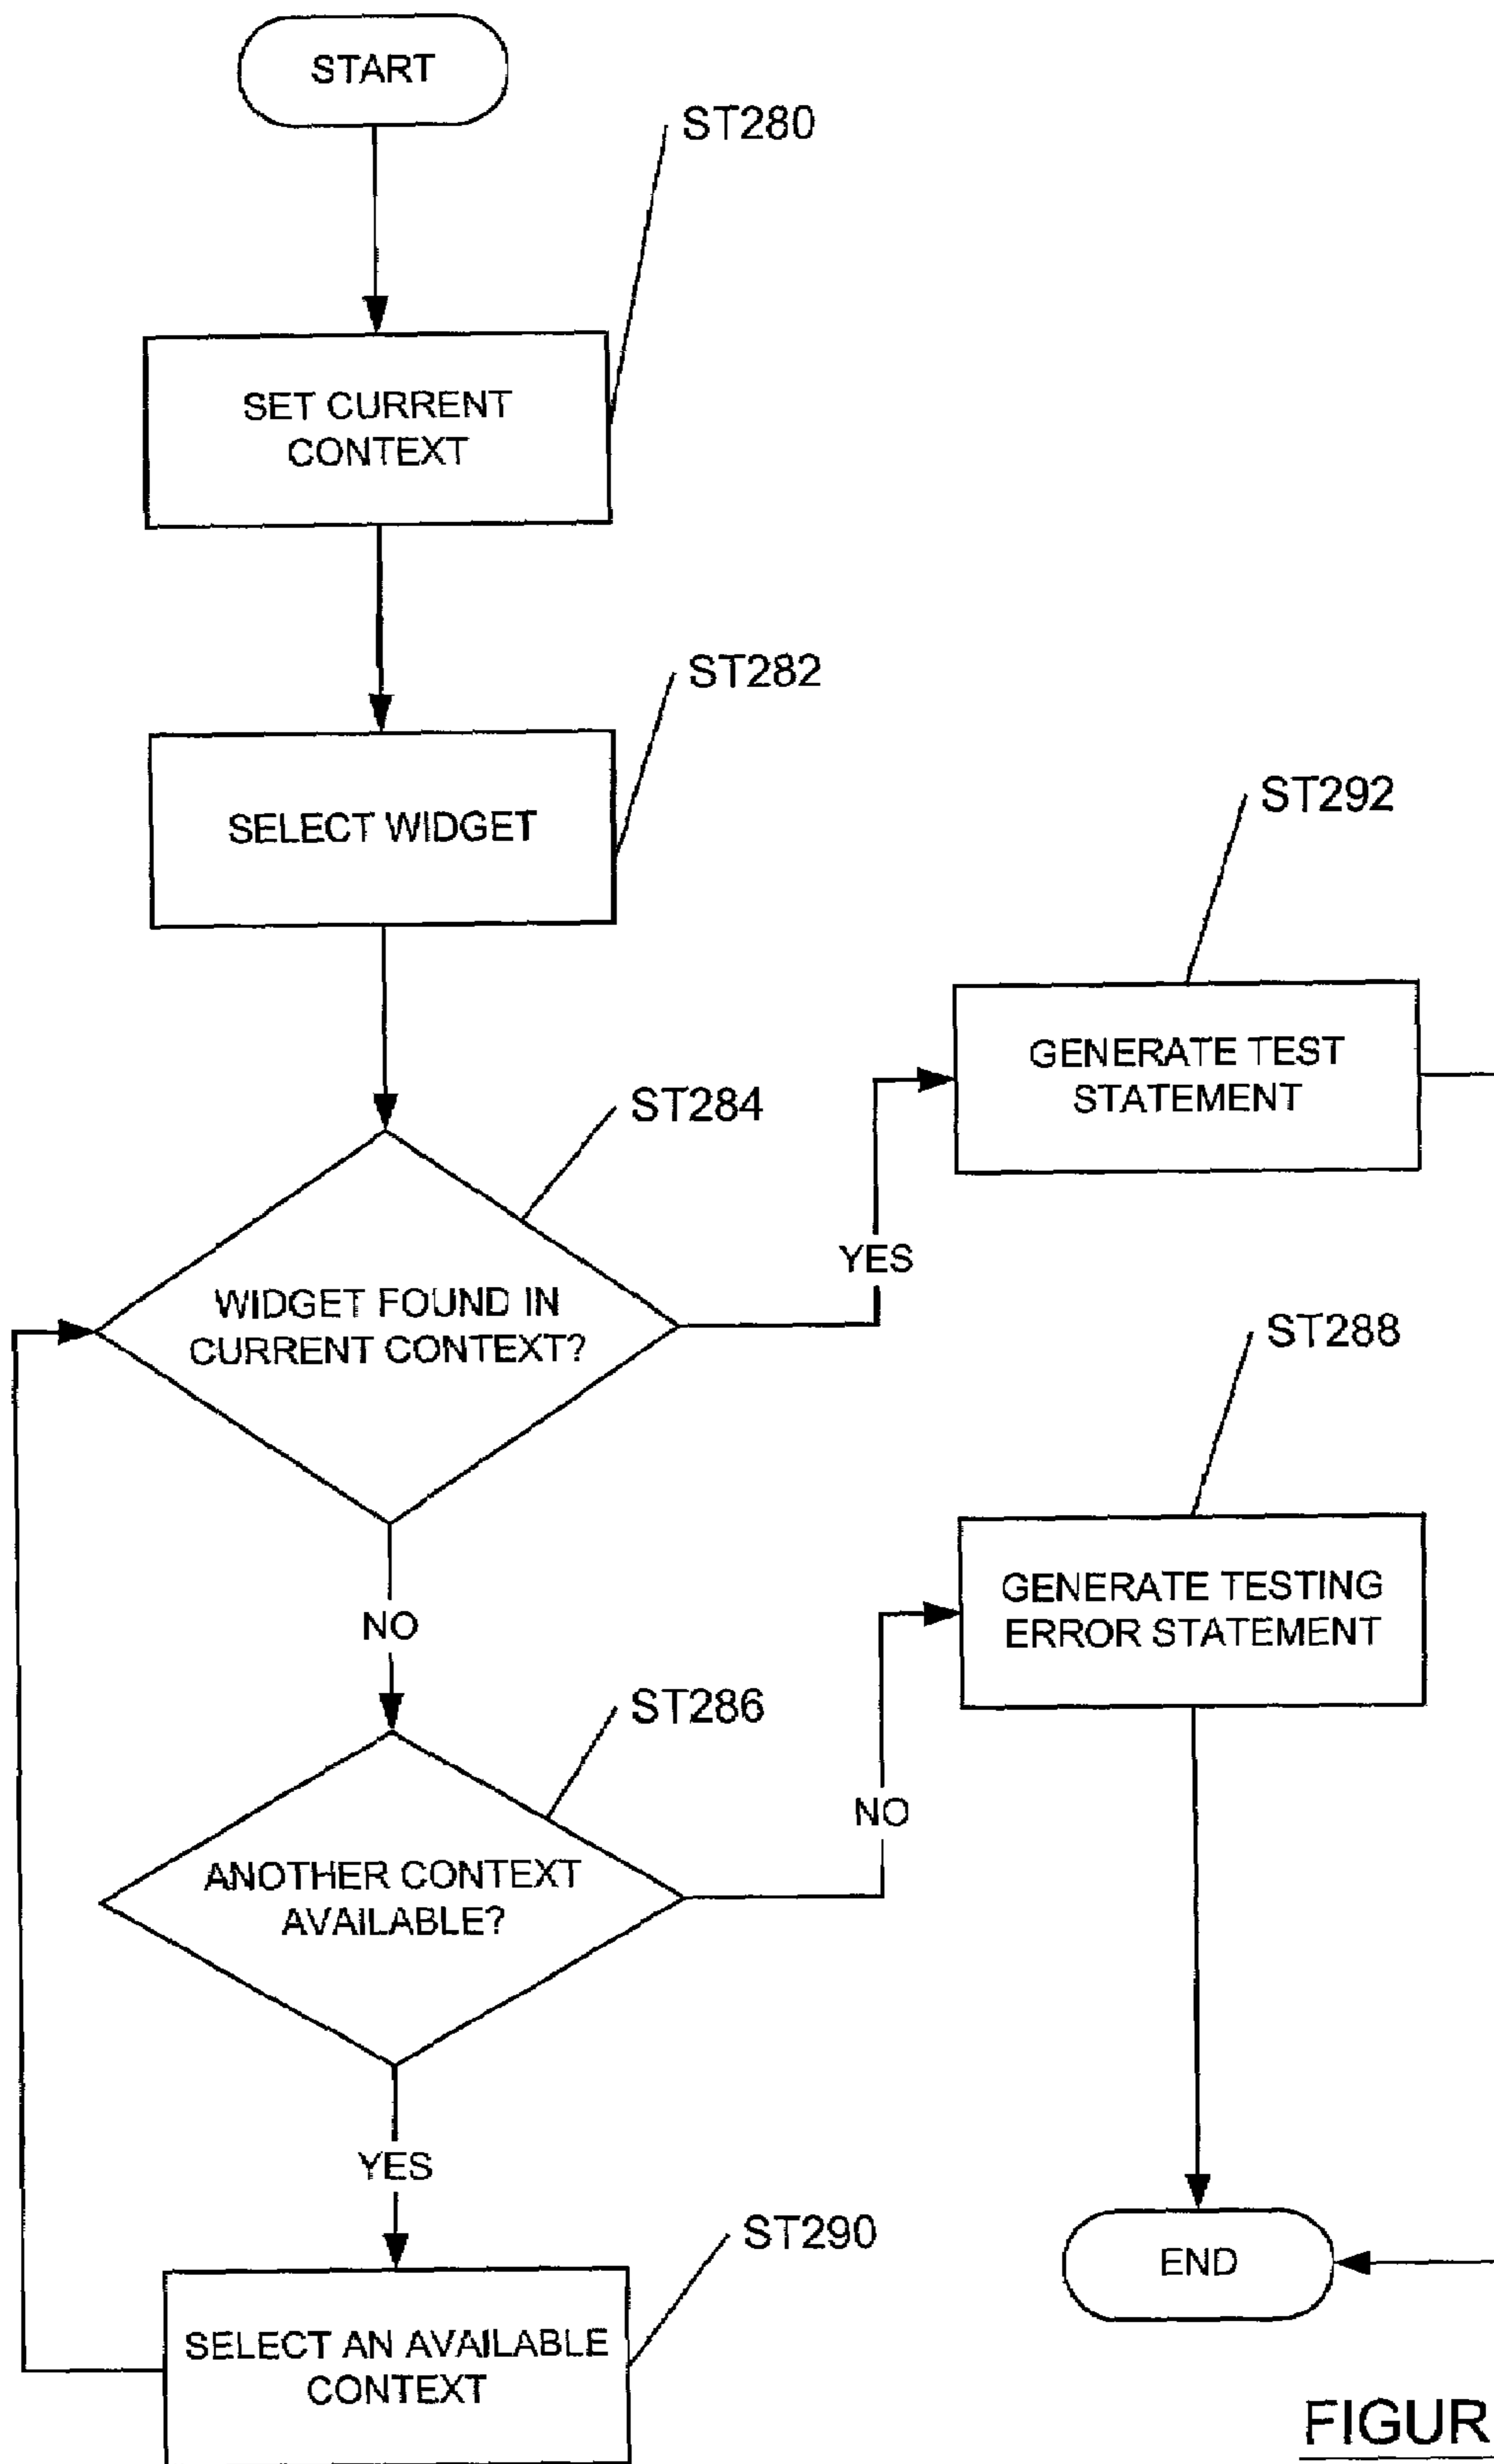 START
ST280
SET CURRENT
CONTEXT
ST282
SELECT WIDGET
ST292
GENERATE TEST
STATEMENT
ST284
YES
WIDGET FOUND IN
CURRENT CONTEXT?
ST288
GENERATE TESTING
ERROR STATEMENT
NO
ST286
NO
ANOTHER CONTEXT
AVAILABLE?
YES
ST290
END
SELECT AN AVAILABLE
CONTEXT
FIGUR